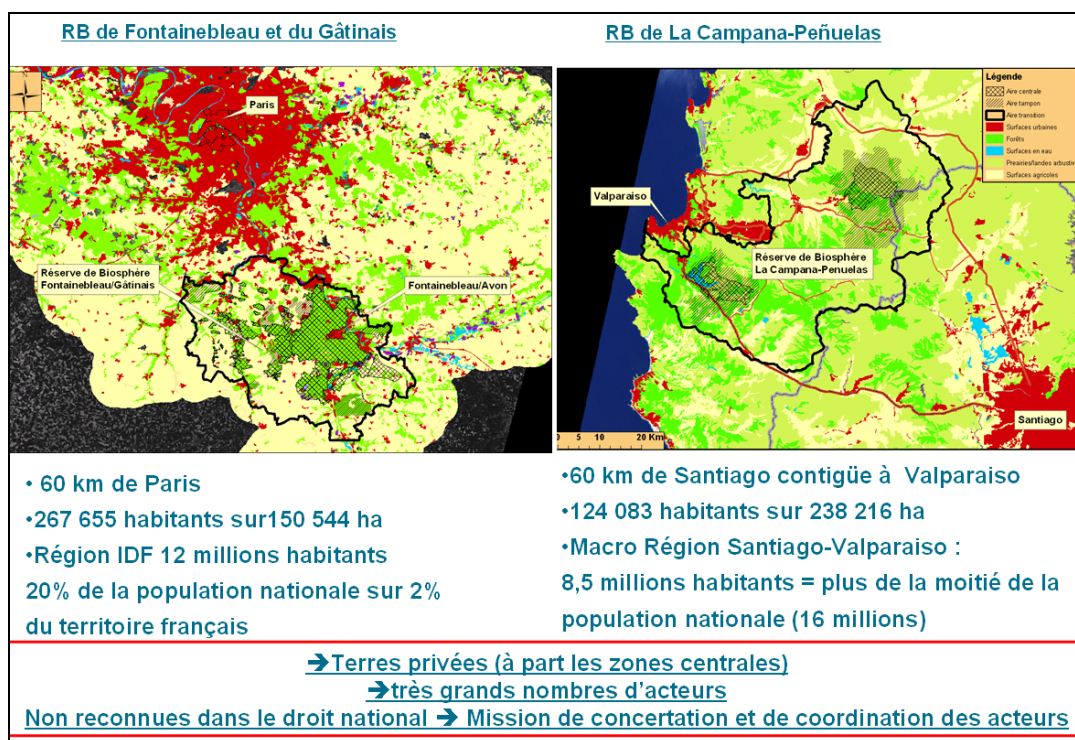 RB de Fontainebleau et du Gâtinais
Paris
Réserve de Biosphère
Fontainebleau/Gâtinais
Fontainebleau/Avon
• 60 km de Paris
•267 655 habitants sur150 544 ha
•Région IDF 12 millions habitants
20% de la population nationale sur 2%
du territoire français
RB de La Campana-Peñuelas
Légende
Aire centrale
Aire tampon
Aire transition
Surfaces urbaines
Forêts
Surfaces en eau
Preairies/landes arbustiv
Surfaces agricoles
Valparaiso
Réserve de Biosphère
La Campana-Penuelas
Santiago
0 5 10 20 Km
•60 km de Santiago contigüe à Valparaiso
•124 083 habitants sur 238 216 ha
•Macro Région Santiago-Valparaiso :
8,5 millions habitants = plus de la moitié de la
population nationale (16 millions)
➔Terres privées (à part les zones centrales)
➔très grands nombres d'acteurs
Non reconnues dans le droit national ➔ Mission de concertation et de coordination des acteurs